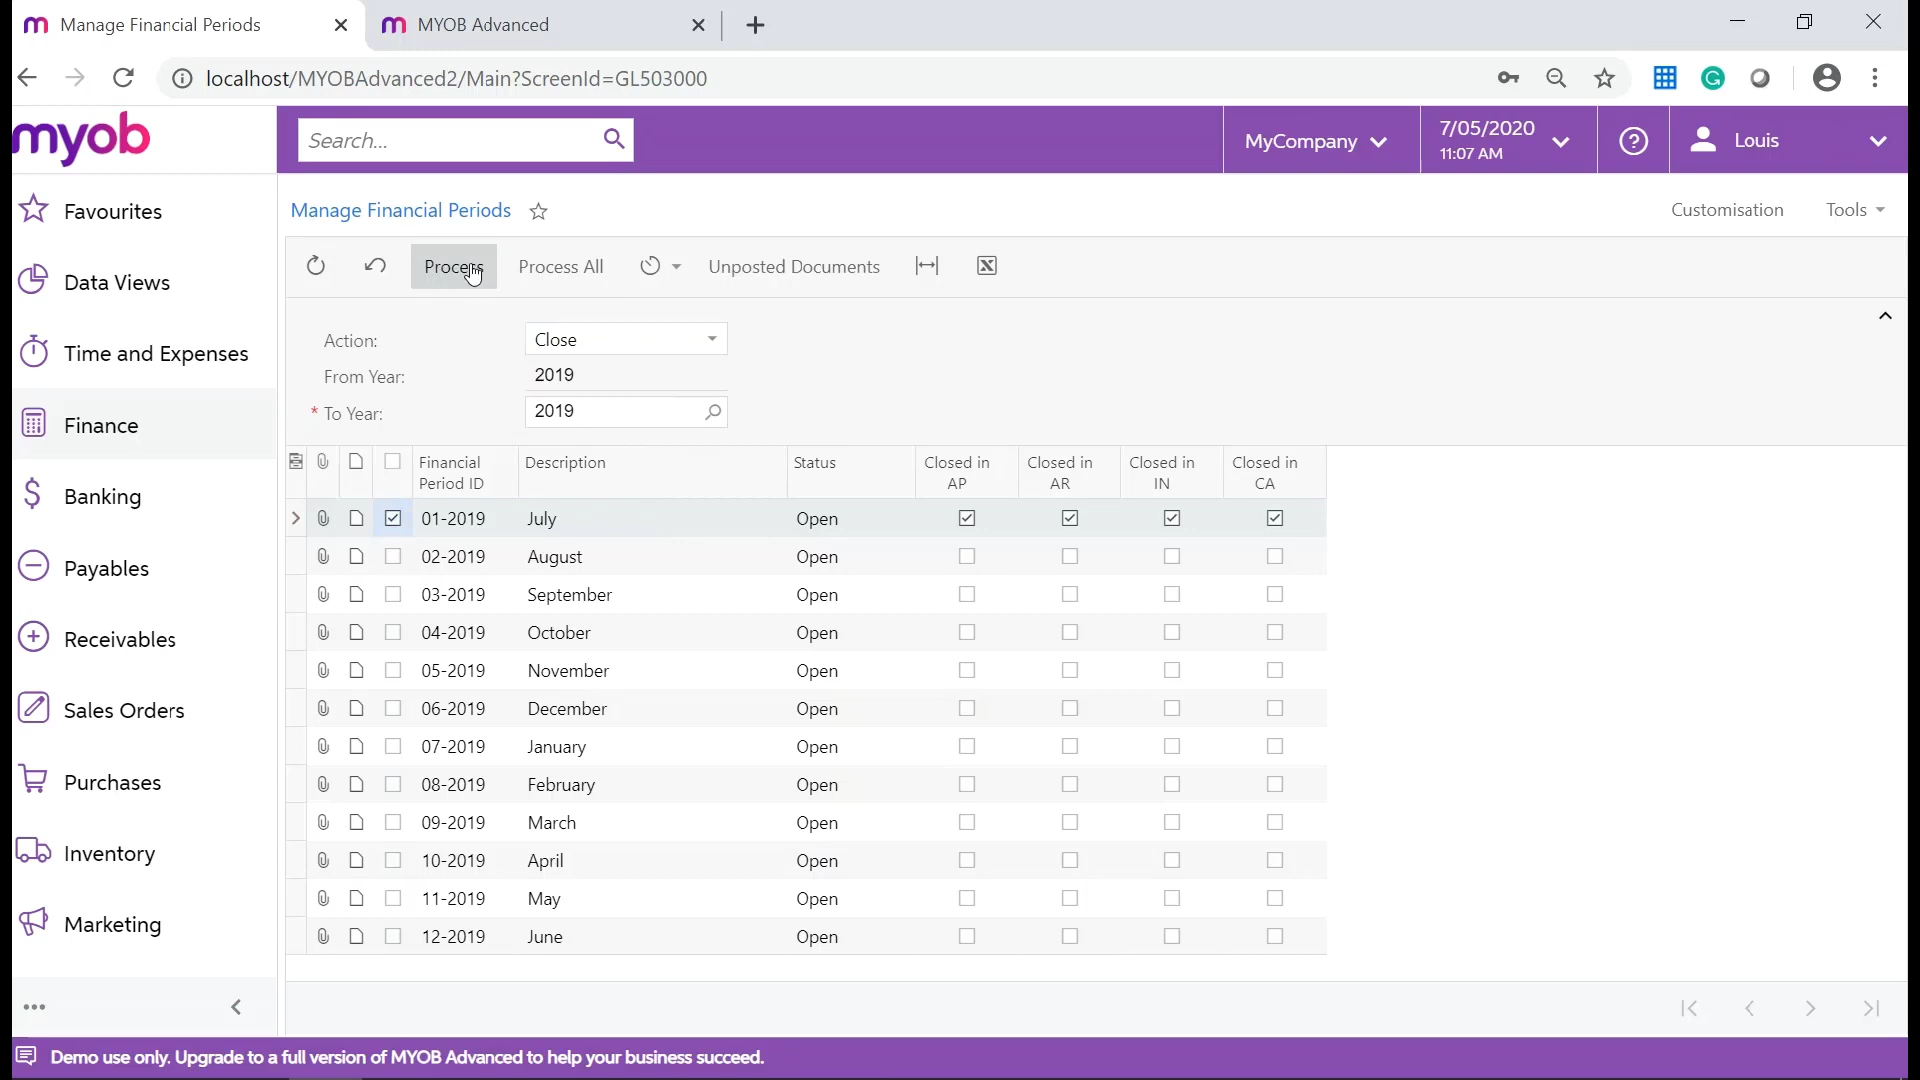 Manage Financial Periods
MYOB Advanced
localhost/MYOBAdvanced2/Main?ScreenId=GL503000
myob
Search...
MyCompany
7/05/2020
11:07 AM
Louis
Favourites
Data Views
Time and Expenses
Finance
Banking
Payables
Receivables
Sales Orders
Purchases
Inventory
Marketing
Manage Financial Periods
Customisation
Tools
Process
Process All
Unposted Documents
Action: Close
From Year: 2019
* To Year: 2019
Financial Period ID Description Status Closed in AP Closed in AR Closed in IN Closed in CA
01-2019 July Open
02-2019 August Open
03-2019 September Open
04-2019 October Open
05-2019 November Open
06-2019 December Open
07-2019 January Open
08-2019 February Open
09-2019 March Open
10-2019 April Open
11-2019 May Open
12-2019 June Open
Demo use only. Upgrade to a full version of MYOB Advanced to help your business succeed.